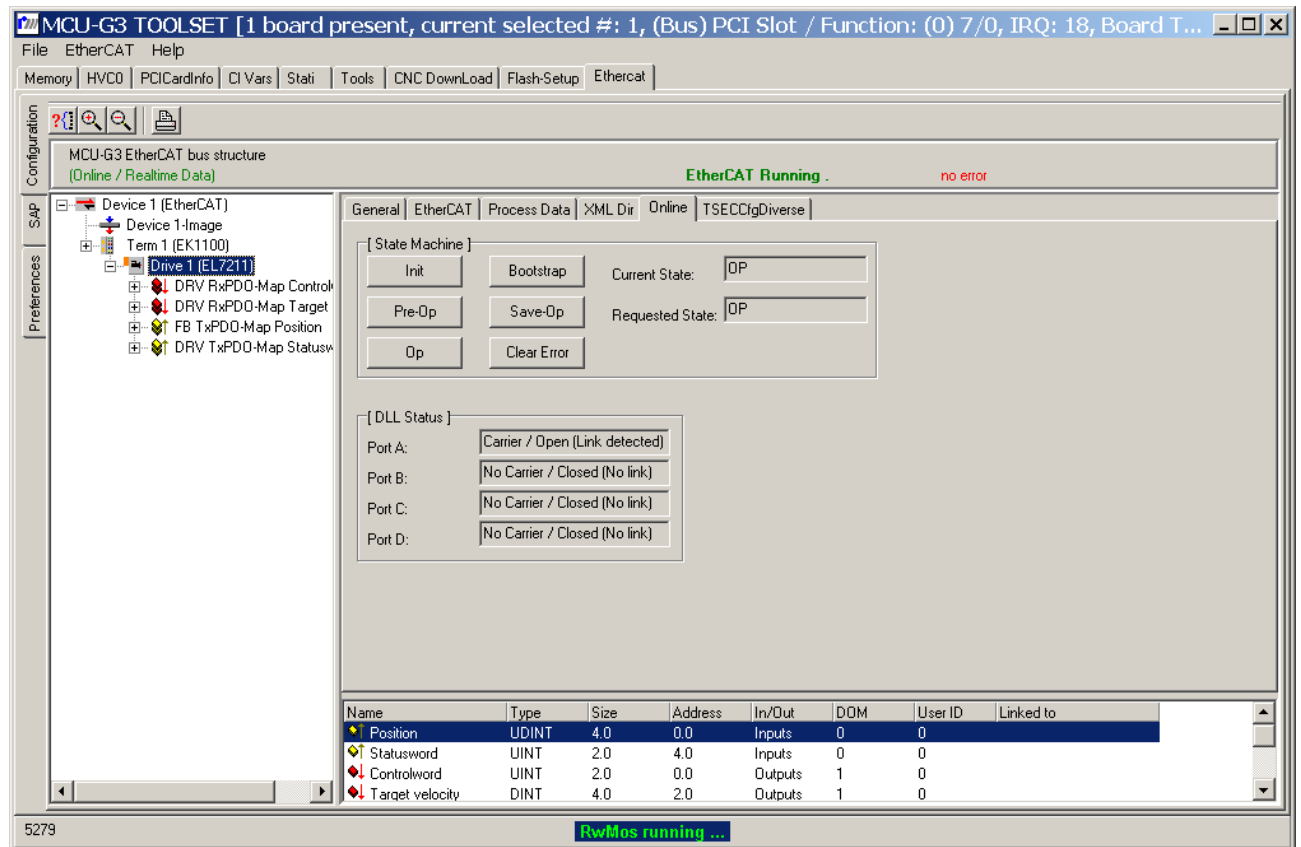 MCU-G3 TOOLSET [1 board present, current selected #: 1, (Bus) PCI Slot / Function: (0) 7/0, IRQ: 18, Board T...
File EtherCAT Help
Memory HVC0 PCICardInfo CI Vars Stati Tools CNC DownLoad Flash-Setup Ethercat
Configuration
SAP
Preferences
MCU-G3 EtherCAT bus structure
(Online / Realtime Data) EtherCAT Running . no error
Device 1 (EtherCAT)
Device 1-Image
Term 1 (EK1100)
Drive 1 (EL7211)
DRV RxPDO-Map Control
DRV RxPDO-Map Target
FB TxPDO-Map Position
DRV TxPDO-Map Statusw
General EtherCAT Process Data XML Dir Online TSECCfgDiverse
[ State Machine ]
Init Bootstrap Current State: OP
Pre-Op Save-Op Requested State: OP
Op Clear Error
[ DLL Status ]
Port A: Carrier / Open (Link detected)
Port B: No Carrier / Closed (No link)
Port C: No Carrier / Closed (No link)
Port D: No Carrier / Closed (No link)
Name Type Size Address In/Out DOM User ID Linked to
Position UDINT 4.0 0.0 Inputs 0 0
Statusword UINT 2.0 4.0 Inputs 0 0
Controlword UINT 2.0 0.0 Outputs 1 0
Target velocity DINT 4.0 2.0 Outputs 1 0
5279 RwMos running ...